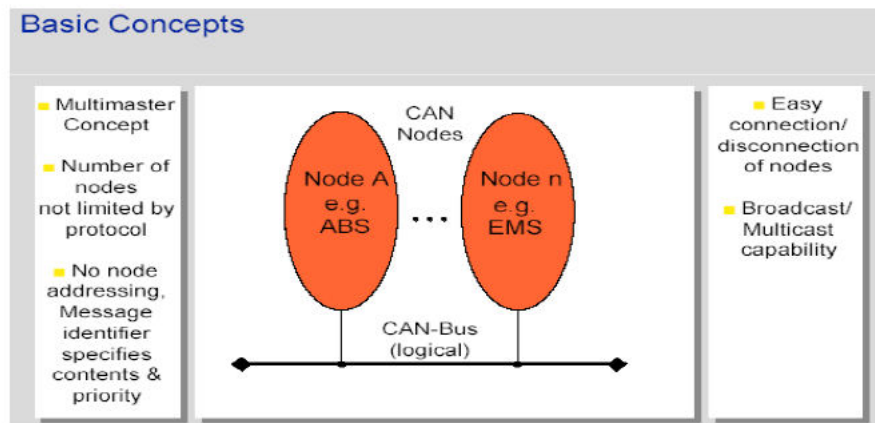 Basic Concepts
Multimaster
Concept
Number of
nodes
not limited by
protocol
No node
addressing,
Message
identifier
specifies
contents &
priority
CAN
Nodes
Node A
e.g.
ABS
...
Node n
e.g.
EMS
CAN-Bus
(logical)
Easy
connection/
disconnection
of nodes
Broadcast/
Multicast
capability